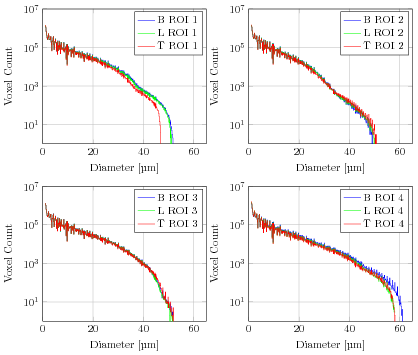 10^7
10^5
10^3
10^1
Voxel Count
B ROI 1
L ROI 1
T ROI 1
0 20 40 60
Diameter [µm]
10^7
10^5
10^3
10^1
Voxel Count
B ROI 2
L ROI 2
T ROI 2
0 20 40 60
Diameter [µm]
10^7
10^5
10^3
10^1
Voxel Count
B ROI 3
L ROI 3
T ROI 3
0 20 40 60
Diameter [µm]
10^7
10^5
10^3
10^1
Voxel Count
B ROI 4
L ROI 4
T ROI 4
0 20 40 60
Diameter [µm]